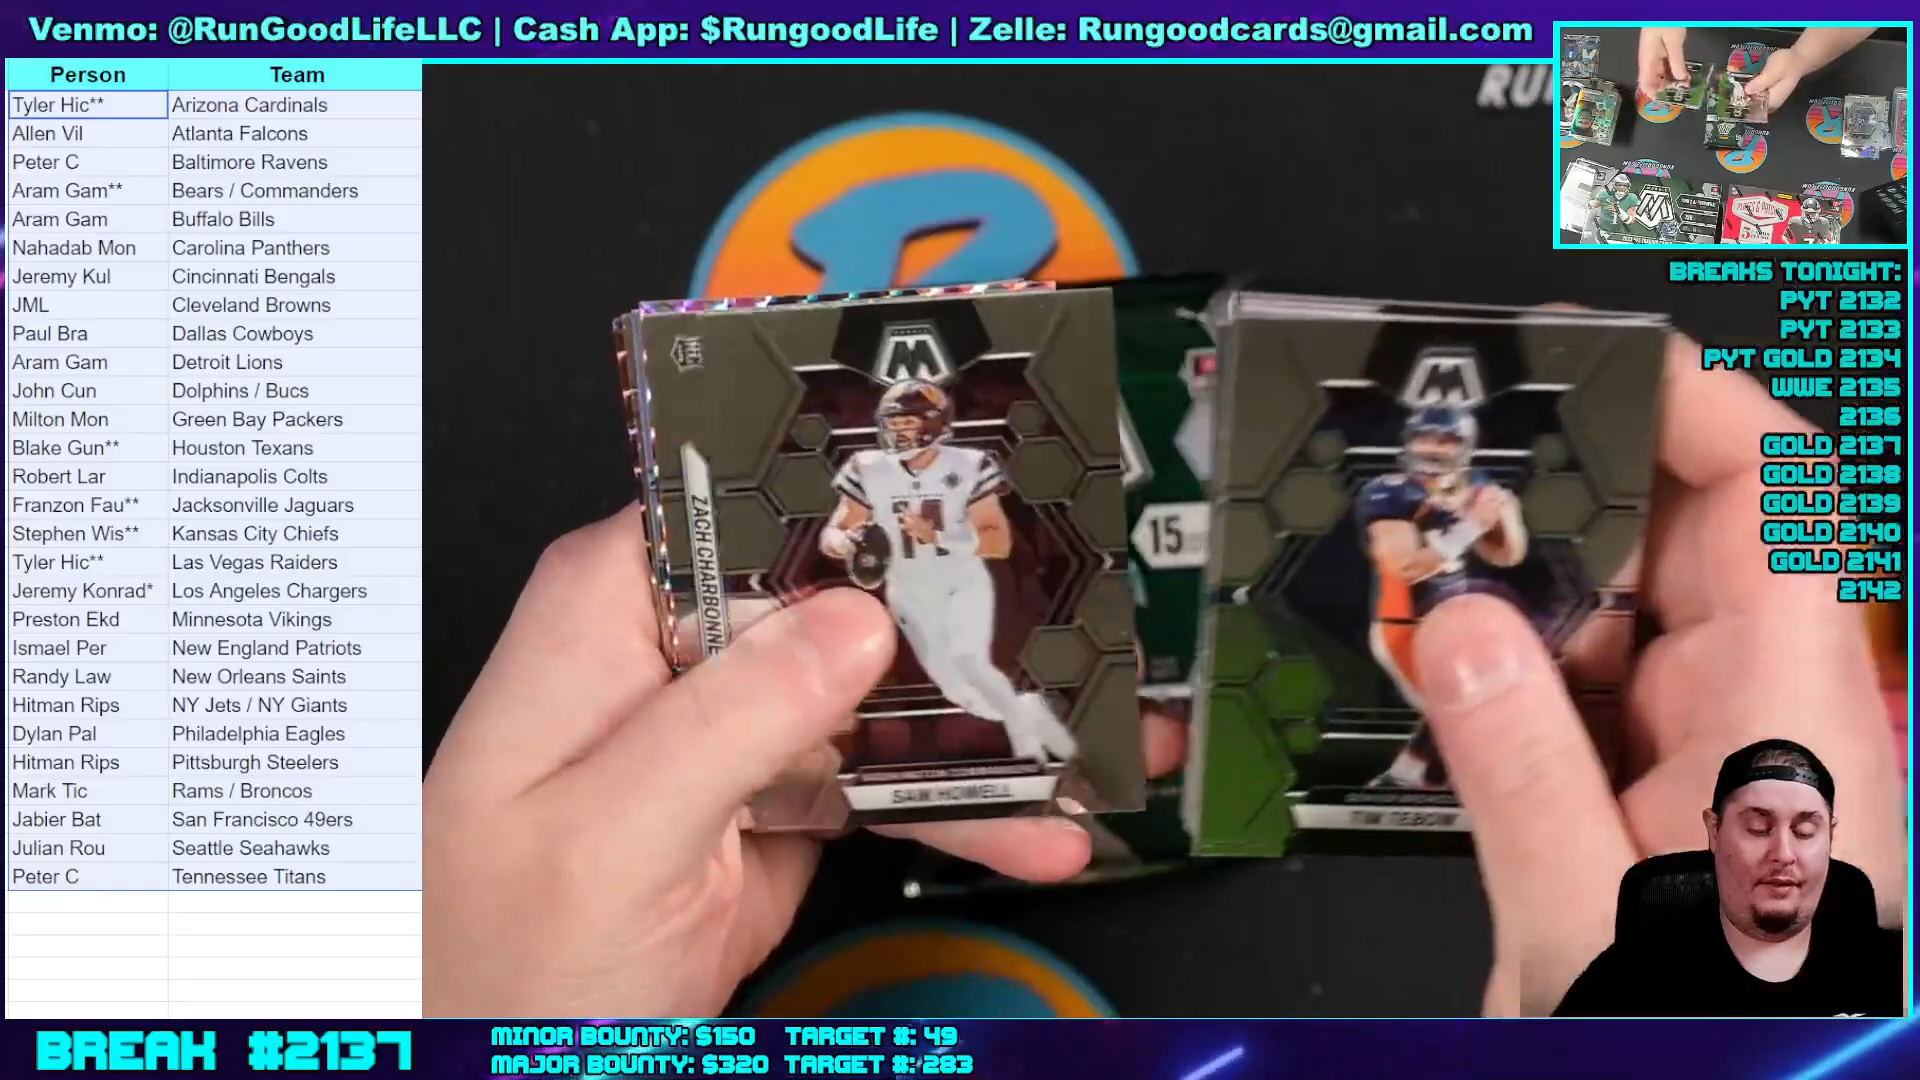 Venmo: @RunGoodLifeLLC | Cash App: $RungoodLife | Zelle: Rungoodcards@gmail.com
Person Team
Tyler Hic** Arizona Cardinals
Allen Vil Atlanta Falcons
Peter C Baltimore Ravens
Aram Gam** Bears / Commanders
Aram Gam Buffalo Bills
Nahadab Mon Carolina Panthers
Jeremy Kul Cincinnati Bengals
JML Cleveland Browns
Paul Bra Dallas Cowboys
Aram Gam Detroit Lions
John Cun Dolphins / Bucs
Milton Mon Green Bay Packers
Blake Gun** Houston Texans
Robert Lar Indianapolis Colts
Franzon Fau** Jacksonville Jaguars
Stephen Wis** Kansas City Chiefs
Tyler Hic** Las Vegas Raiders
Jeremy Konrad* Los Angeles Chargers
Preston Ekd Minnesota Vikings
Ismael Per New England Patriots
Randy Law New Orleans Saints
Hitman Rips NY Jets / NY Giants
Dylan Pal Philadelphia Eagles
Hitman Rips Pittsburgh Steelers
Mark Tic Rams / Broncos
Jabier Bat San Francisco 49ers
Julian Rou Seattle Seahawks
Peter C Tennessee Titans
RU
ZACH CHARBONNE
14
SAM HOWELL
15
TIM TEBOW
BREAKS TONIGHT:
PYT 2132
PYT 2133
PYT GOLD 2134
WWE 2135
2136
GOLD 2137
GOLD 2138
GOLD 2139
GOLD 2140
GOLD 2141
2142
BREAK #2137
MINOR BOUNTY: $150 TARGET #: 49
MAJOR BOUNTY: $320 TARGET #: 283